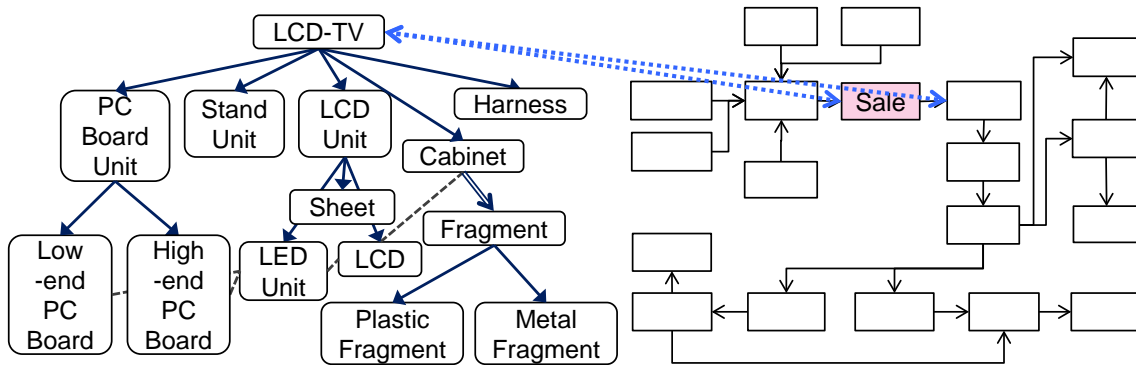 LCD-TV
PC
Board
Unit
Stand
Unit
LCD
Unit
Harness
Sale
Cabinet
Sheet
Fragment
Low
-end
PC
Board
High
-end
PC
Board
LED
Unit
LCD
Plastic
Fragment
Metal
Fragment